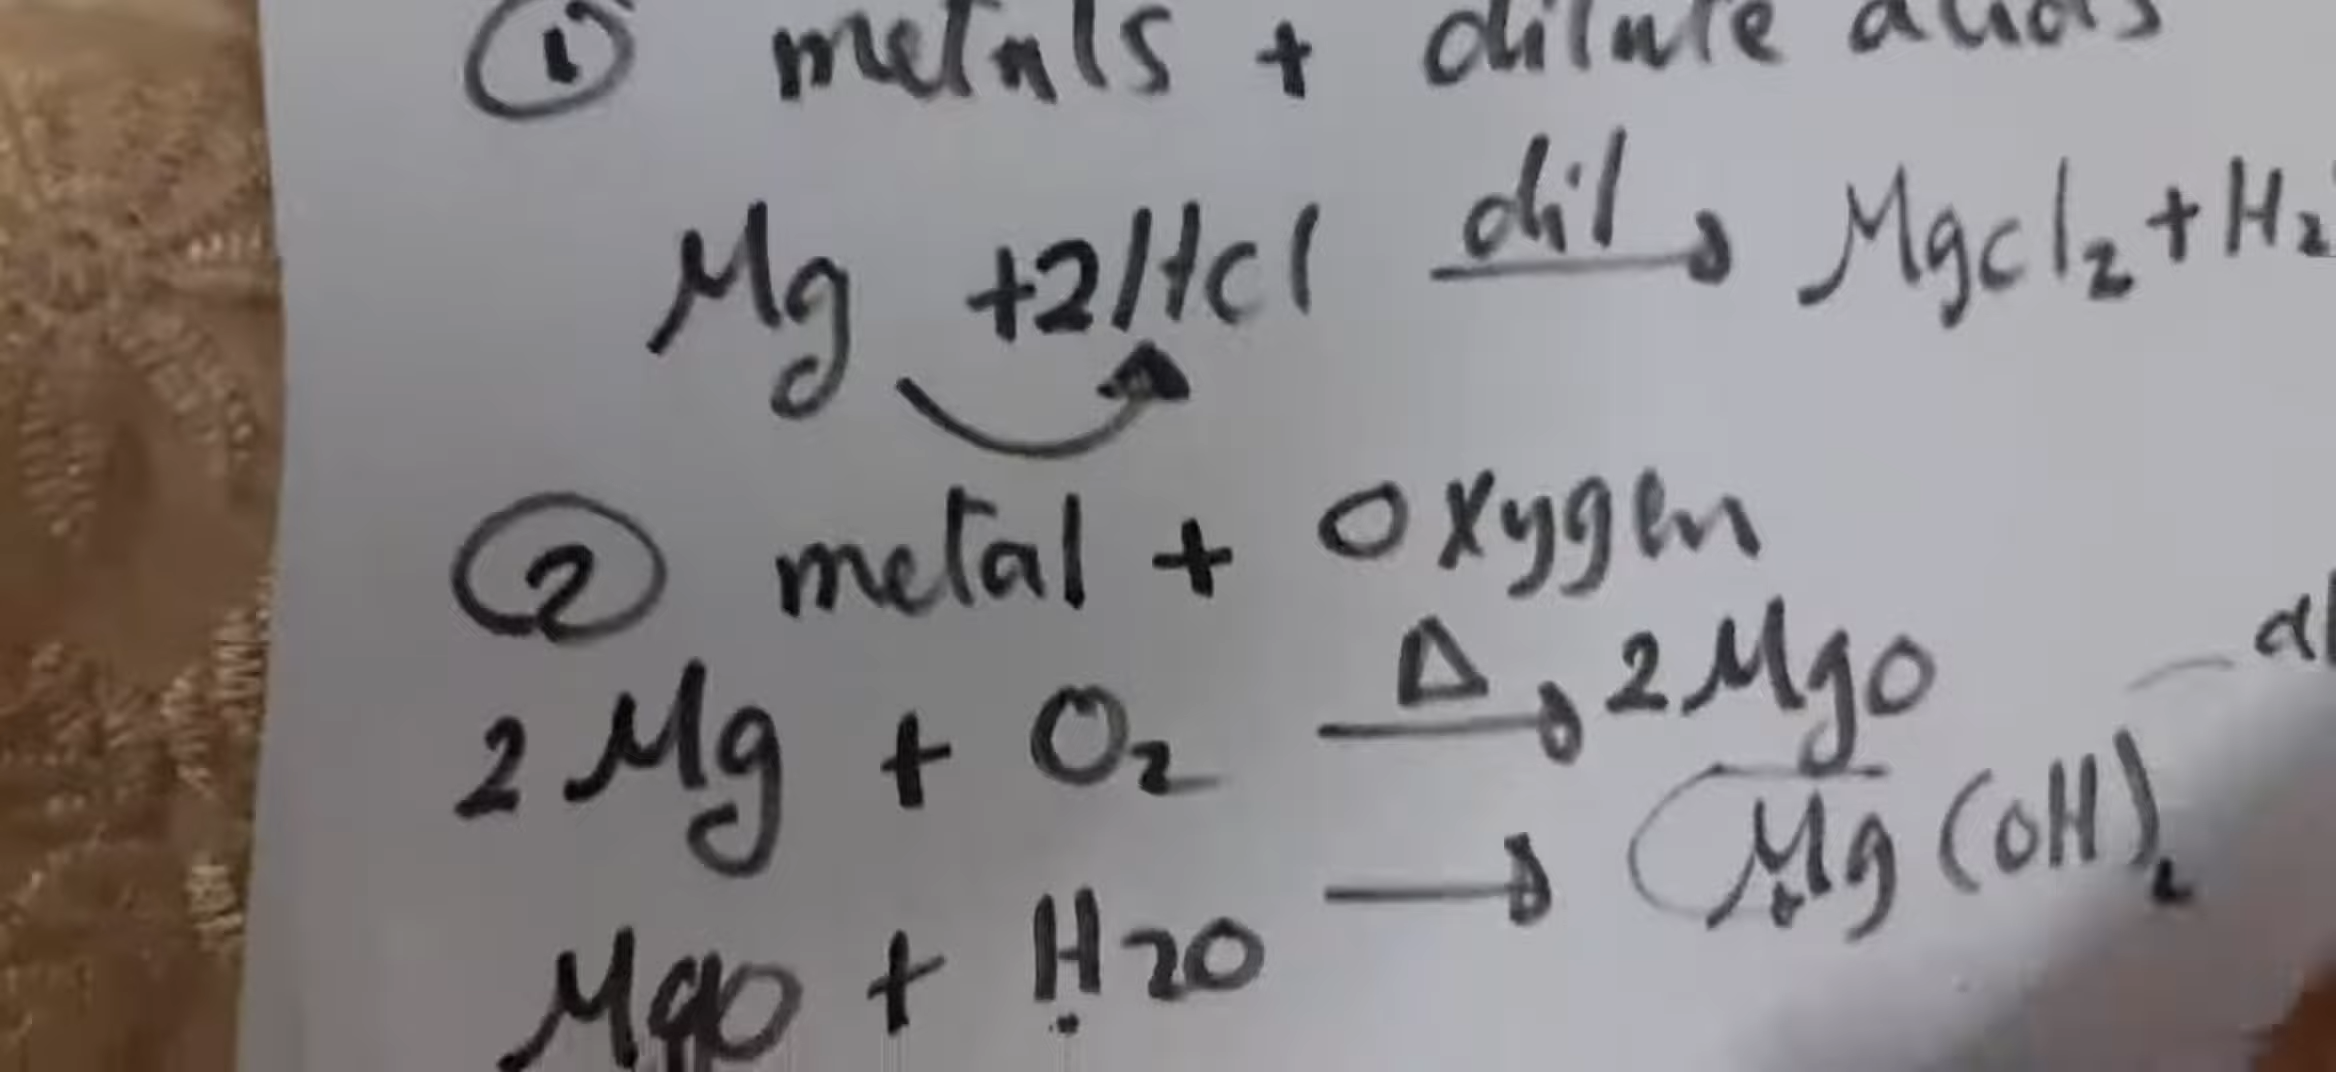 ① metals + dilute acids
Mg + 2HCl dil → MgCl₂ + H₂
② metal + Oxygen
2Mg + O₂ Δ → 2MgO
MgO + H2O → Mg(OH)₂